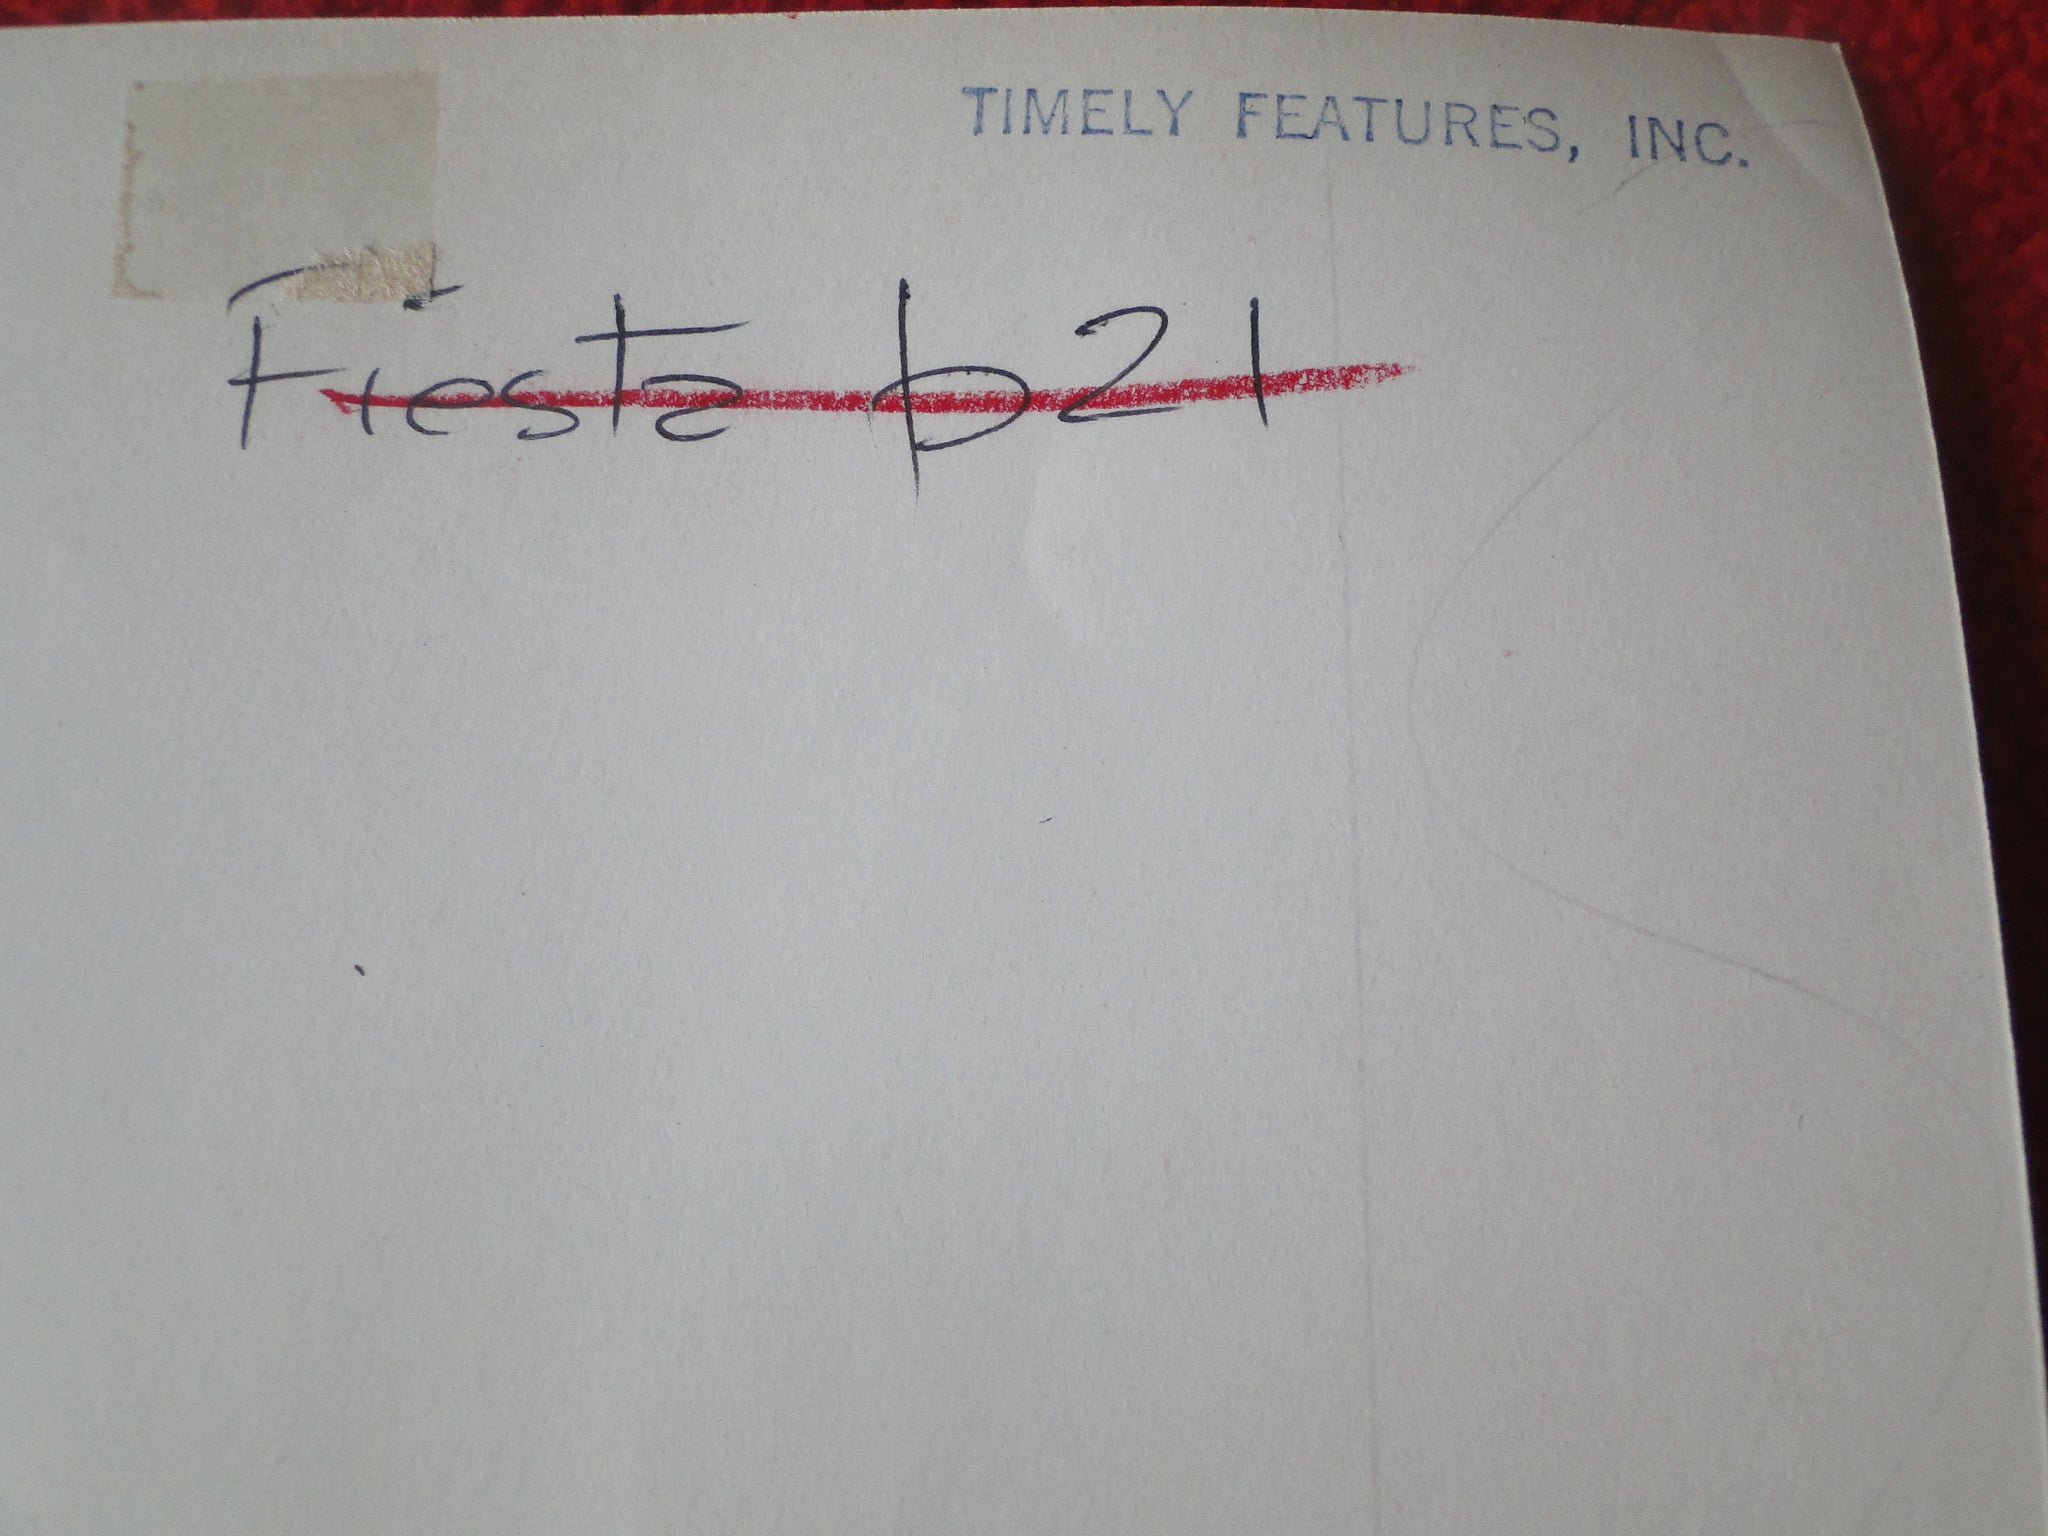 TIMELY FEATURES, INC.
Fiesta p21